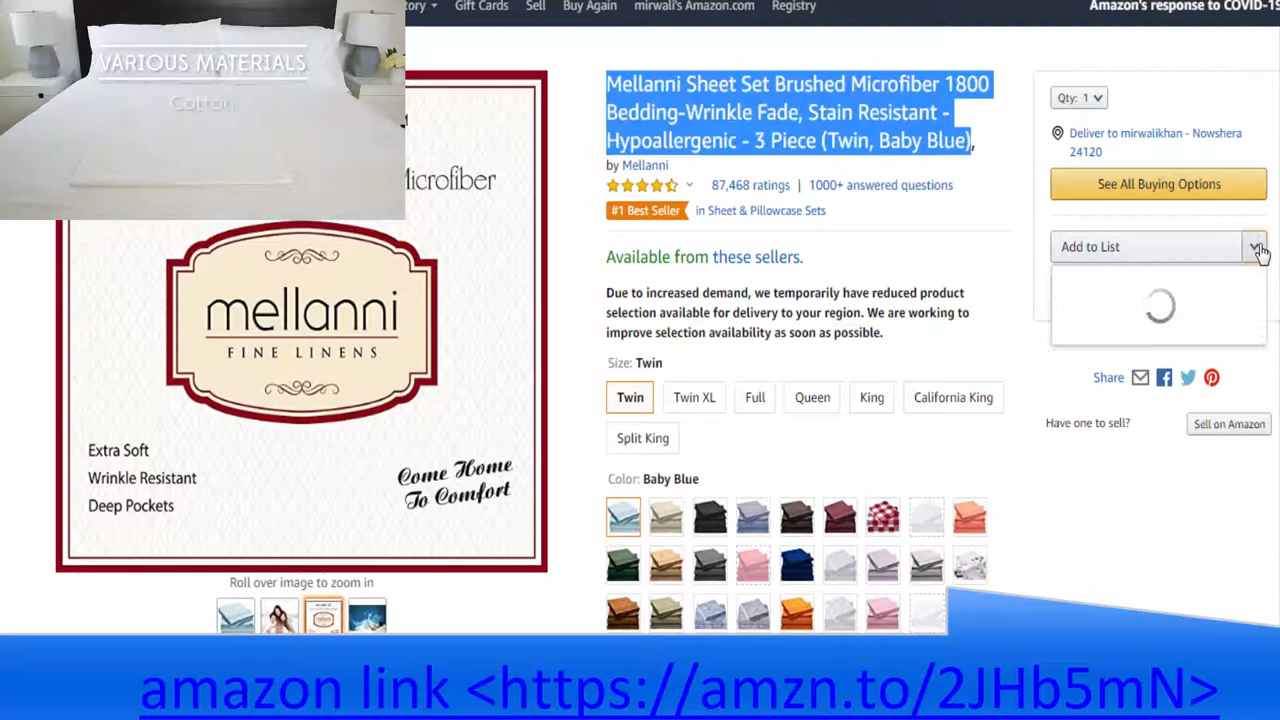 tory
Gift Cards
Sell
Buy Again
mirwali's Amazon.com
Registry
Amazon's response to COVID-19
VARIOUS MATERIALS
Cotton
Microfiber
mellanni
FINE LINENS
Extra Soft
Wrinkle Resistant
Deep Pockets
Come Home
To Comfort
Roll over image to zoom in
Mellanni Sheet Set Brushed Microfiber 1800
Bedding-Wrinkle Fade, Stain Resistant -
Hypoallergenic - 3 Piece (Twin, Baby Blue),
by Mellanni
87,468 ratings | 1000+ answered questions
#1 Best Seller in Sheet & Pillowcase Sets
Available from these sellers.
Due to increased demand, we temporarily have reduced product
selection available for delivery to your region. We are working to
improve selection availability as soon as possible.
Size: Twin
Twin
Twin XL
Full
Queen
King
California King
Split King
Color: Baby Blue
Qty: 1
Deliver to mirwalikhan - Nowshera
24120
See All Buying Options
Add to List
Share
Have one to sell?
Sell on Amazon
amazon link <https://amzn.to/2JHb5mN>